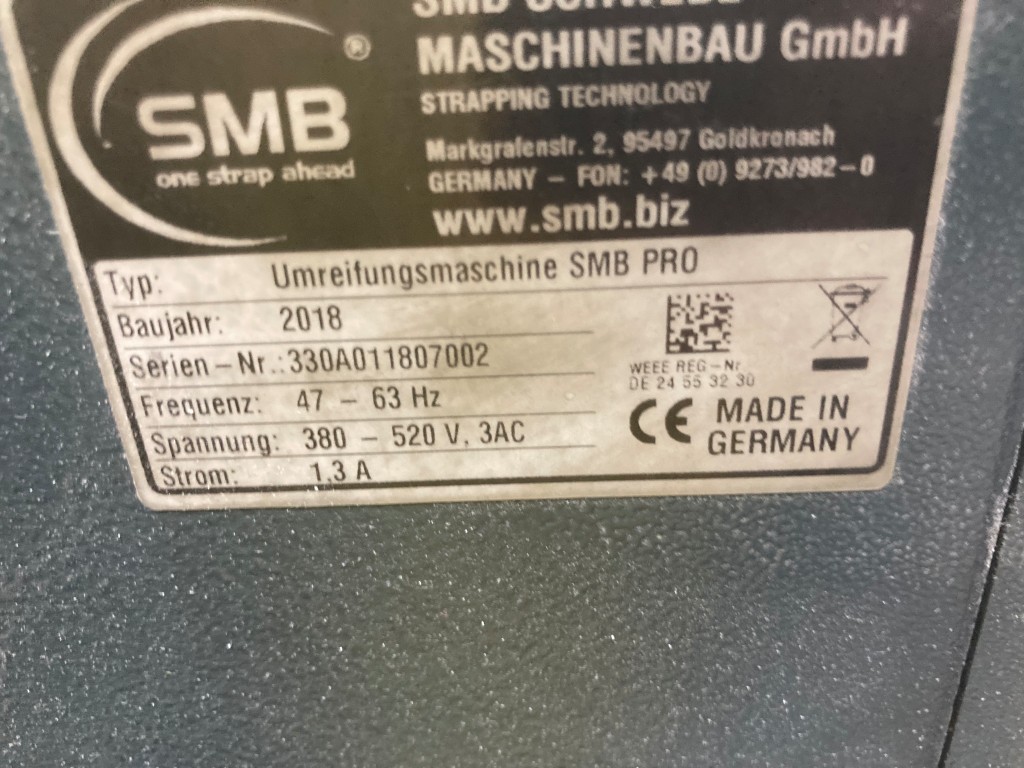 SMB SCHWEDE
MASCHINENBAU GmbH
STRAPPING TECHNOLOGY
Markgrafenstr. 2, 95497 Goldkronach
GERMANY – FON: +49 (0) 9273/982–0
www.smb.biz
SMB ®
one strap ahead
Typ: Umreifungsmaschine SMB PRO
Baujahr: 2018
Serien–Nr.: 330A011807002
Frequenz: 47 – 63 Hz
Spannung: 380 – 520 V, 3AC
Strom: 1,3 A
WEEE REG–Nr
DE 24 55 32 30
CE MADE IN
GERMANY